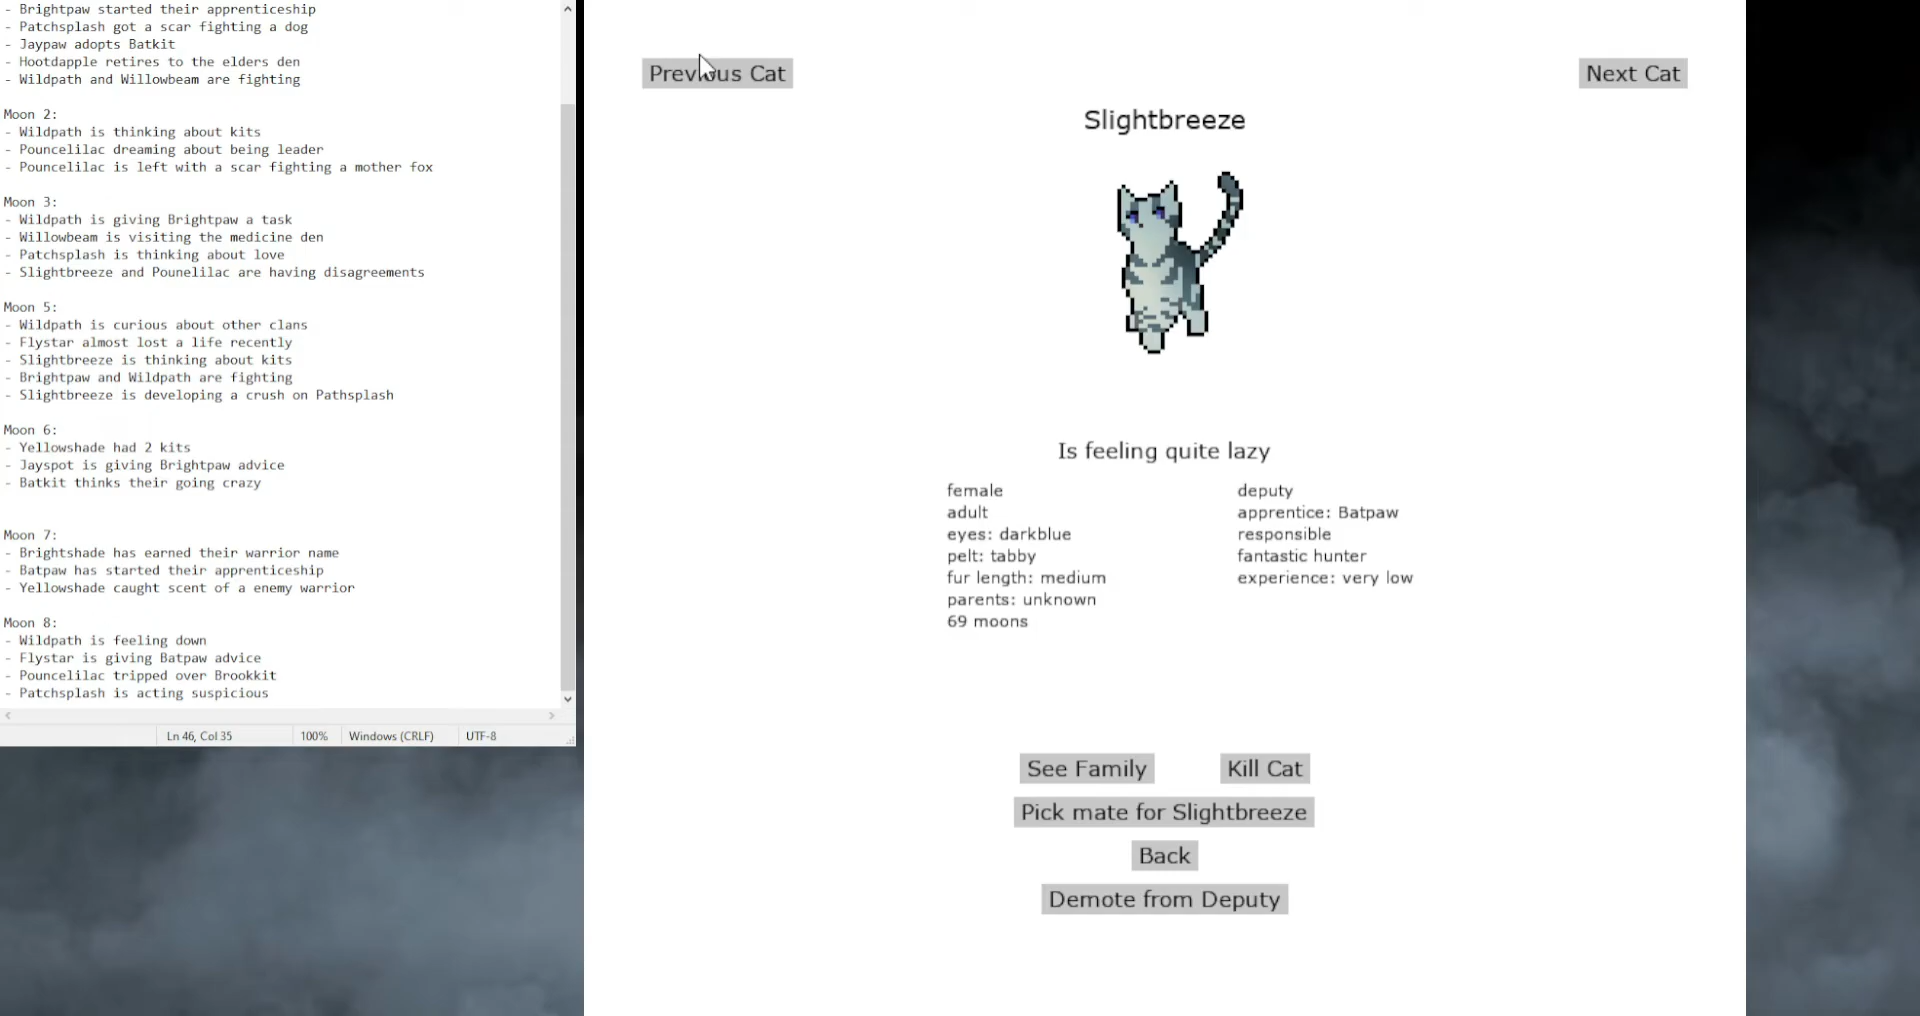 - Brightpaw started their apprenticeship
- Patchsplash got a scar fighting a dog
- Jaypaw adopts Batkit
- Hootdapple retires to the elders den
- Wildpath and Willowbeam are fighting
Moon 2:
- Wildpath is thinking about kits
- Pouncelilac dreaming about being leader
- Pouncelilac is left with a scar fighting a mother fox
Moon 3:
- Wildpath is giving Brightpaw a task
- Willowbeam is visiting the medicine den
- Patchsplash is thinking about love
- Slightbreeze and Pounelilac are having disagreements
Moon 5:
- Wildpath is curious about other clans
- Flystar almost lost a life recently
- Slightbreeze is thinking about kits
- Brightpaw and Wildpath are fighting
- Slightbreeze is developing a crush on Pathsplash
Moon 6:
- Yellowshade had 2 kits
- Jayspot is giving Brightpaw advice
- Batkit thinks their going crazy
Moon 7:
- Brightshade has earned their warrior name
- Batpaw has started their apprenticeship
- Yellowshade caught scent of a enemy warrior
Moon 8:
- Wildpath is feeling down
- Flystar is giving Batpaw advice
- Pouncelilac tripped over Brookkit
- Patchsplash is acting suspicious
Ln 46, Col 35
100%
Windows (CRLF)
UTF-8
Previous Cat
Next Cat
Slightbreeze
Is feeling quite lazy
female
adult
eyes: darkblue
pelt: tabby
fur length: medium
parents: unknown
69 moons
deputy
apprentice: Batpaw
responsible
fantastic hunter
experience: very low
See Family
Kill Cat
Pick mate for Slightbreeze
Back
Demote from Deputy